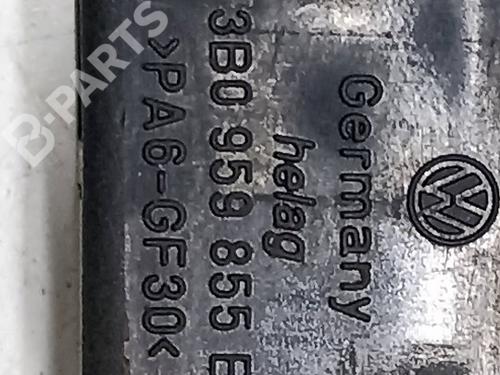 Germany
helag
3B0 959 855 B
>PA6-GF30<
B-PARTS